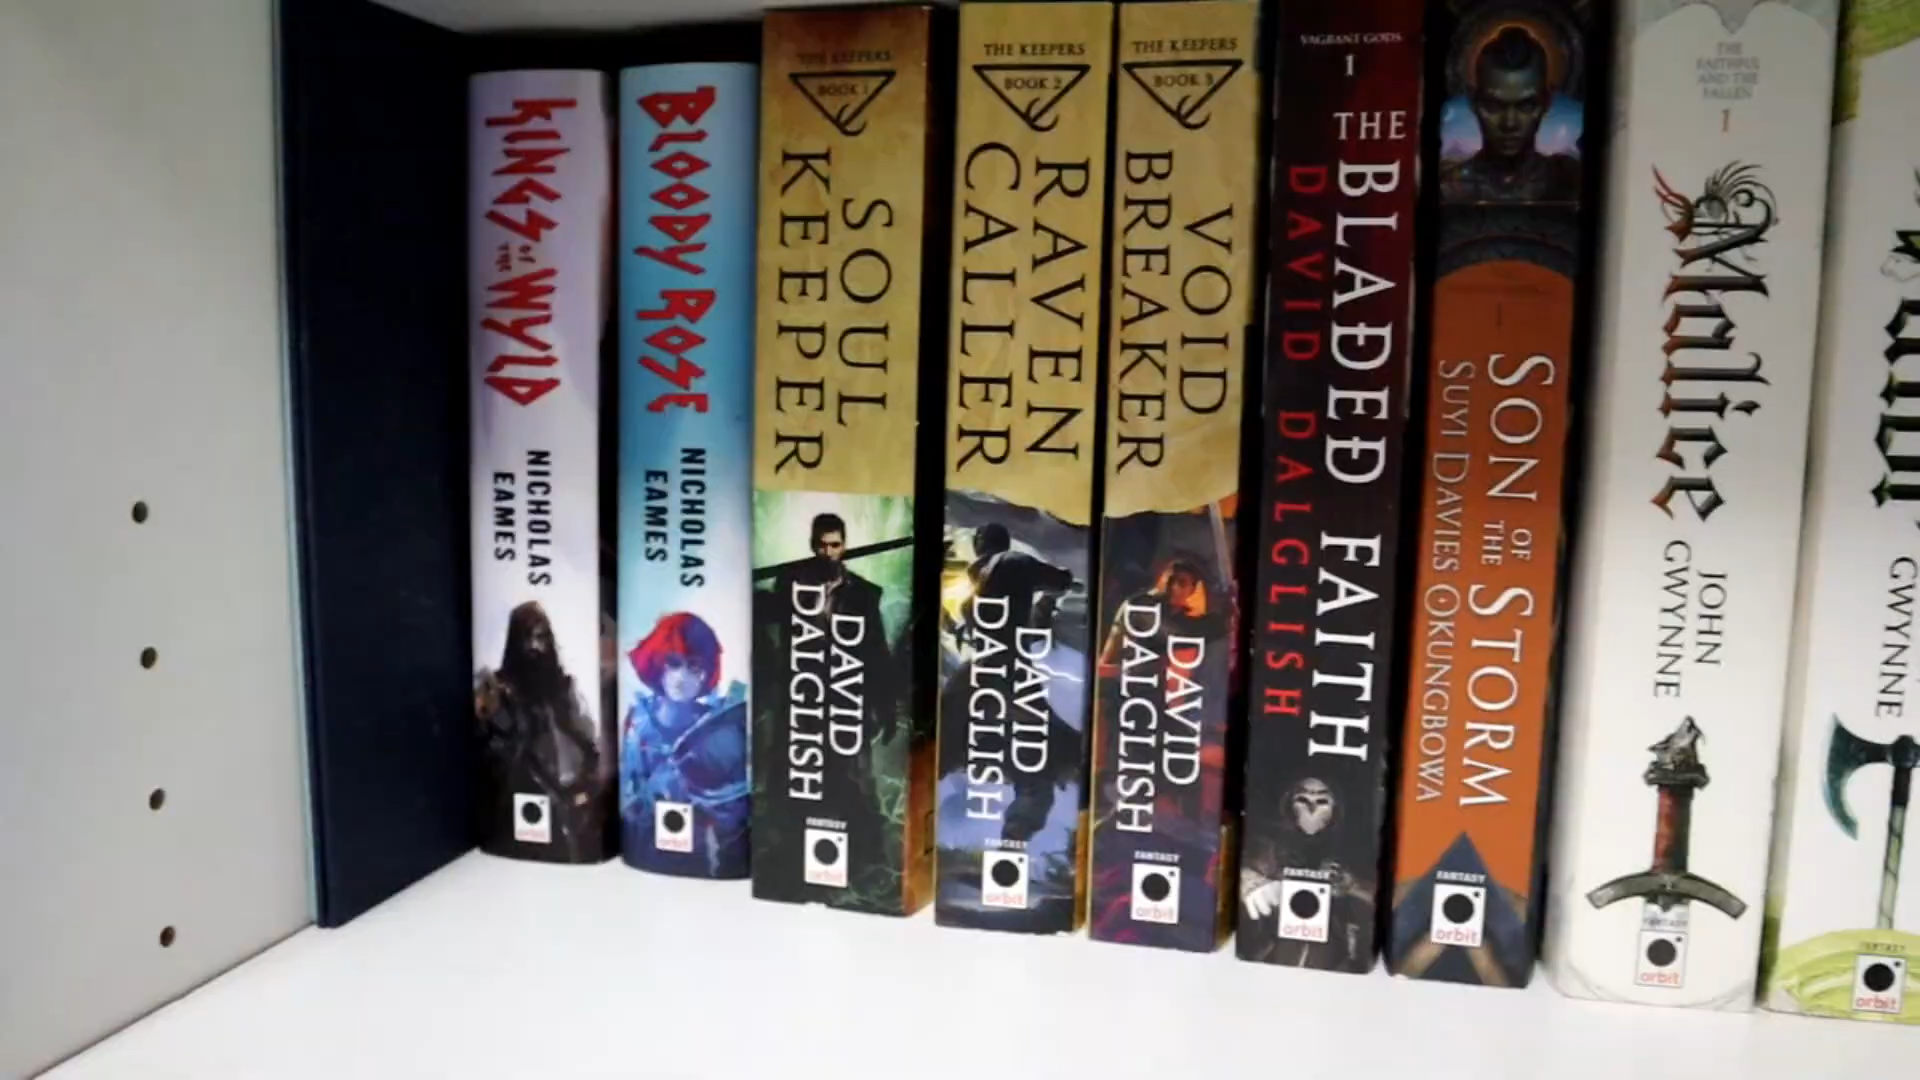 KINGS OF THE WYLD
NICHOLAS
EAMES
orbit
BLOODY ROSE
NICHOLAS
EAMES
orbit
THE KEEPERS
BOOK 1
SOUL
KEEPER
DAVID
DALGLISH
FANTASY
orbit
THE KEEPERS
BOOK 2
RAVEN
CALLER
DAVID
DALGLISH
FANTASY
orbit
THE KEEPERS
BOOK 3
VOID
BREAKER
DAVID
DALGLISH
FANTASY
orbit
VAGRANT GODS
1
THE BLADED FAITH
DAVID DALGLISH
FANTASY
orbit
1
SON OF THE STORM
SUYI DAVIES OKUNGBOWA
FANTASY
orbit
THE
FAITHFUL
AND THE
FALLEN
1
Malice
JOHN
GWYNNE
FANTASY
orbit
GWYNNE
FANTASY
orbit